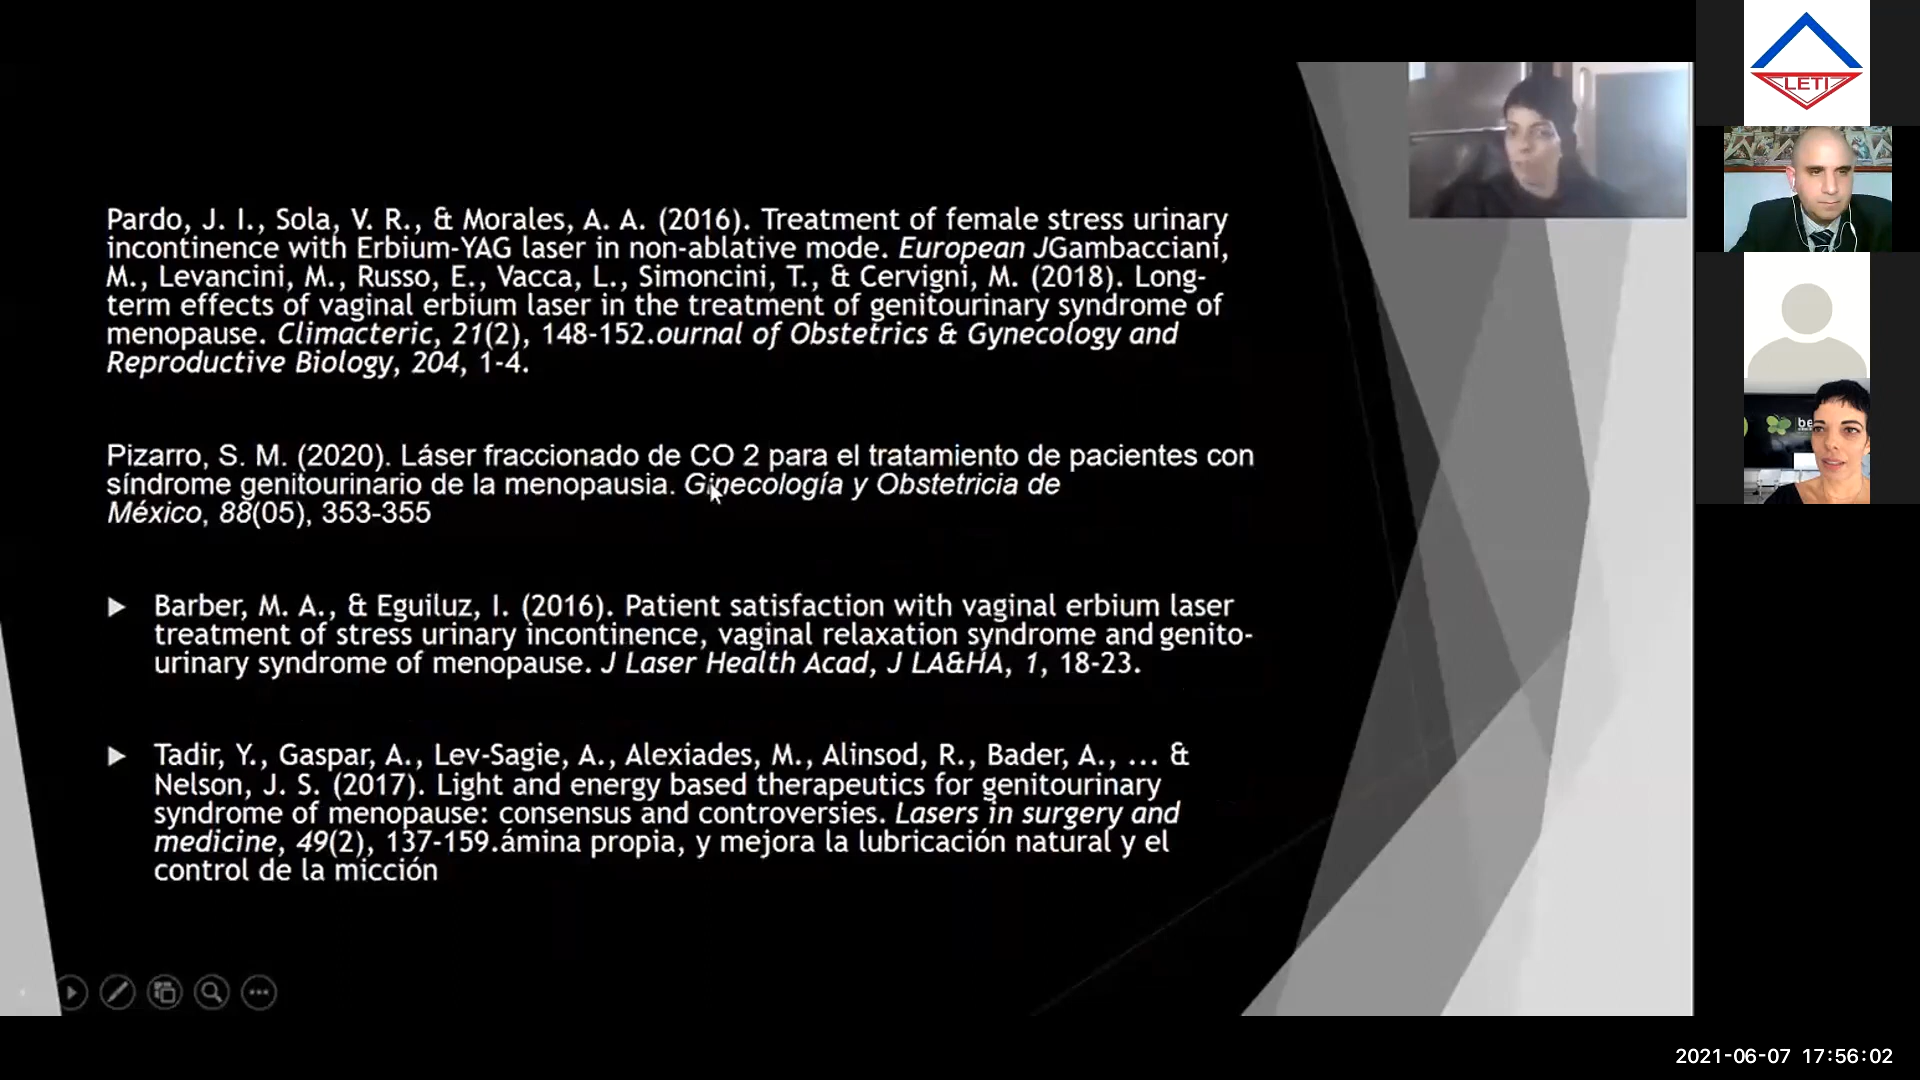 Pardo, J. I., Sola, V. R., & Morales, A. A. (2016). Treatment of female stress urinary
incontinence with Erbium-YAG laser in non-ablative mode. European JGambacciani,
M., Levancini, M., Russo, E., Vacca, L., Simoncini, T., & Cervigni, M. (2018). Long-
term effects of vaginal erbium laser in the treatment of genitourinary syndrome of
menopause. Climacteric, 21(2), 148-152.ournal of Obstetrics & Gynecology and
Reproductive Biology, 204, 1-4.
Pizarro, S. M. (2020). Láser fraccionado de CO 2 para el tratamiento de pacientes con
síndrome genitourinario de la menopausia. Ginecología y Obstetricia de
México, 88(05), 353-355
Barber, M. A., & Eguiluz, I. (2016). Patient satisfaction with vaginal erbium laser
treatment of stress urinary incontinence, vaginal relaxation syndrome and genito-
urinary syndrome of menopause. J Laser Health Acad, J LA&HA, 1, 18-23.
Tadir, Y., Gaspar, A., Lev-Sagie, A., Alexiades, M., Alinsod, R., Bader, A., ... &
Nelson, J. S. (2017). Light and energy based therapeutics for genitourinary
syndrome of menopause: consensus and controversies. Lasers in surgery and
medicine, 49(2), 137-159.ámina propia, y mejora la lubricación natural y el
control de la micción
LETI
be
2021-06-07 17:56:02